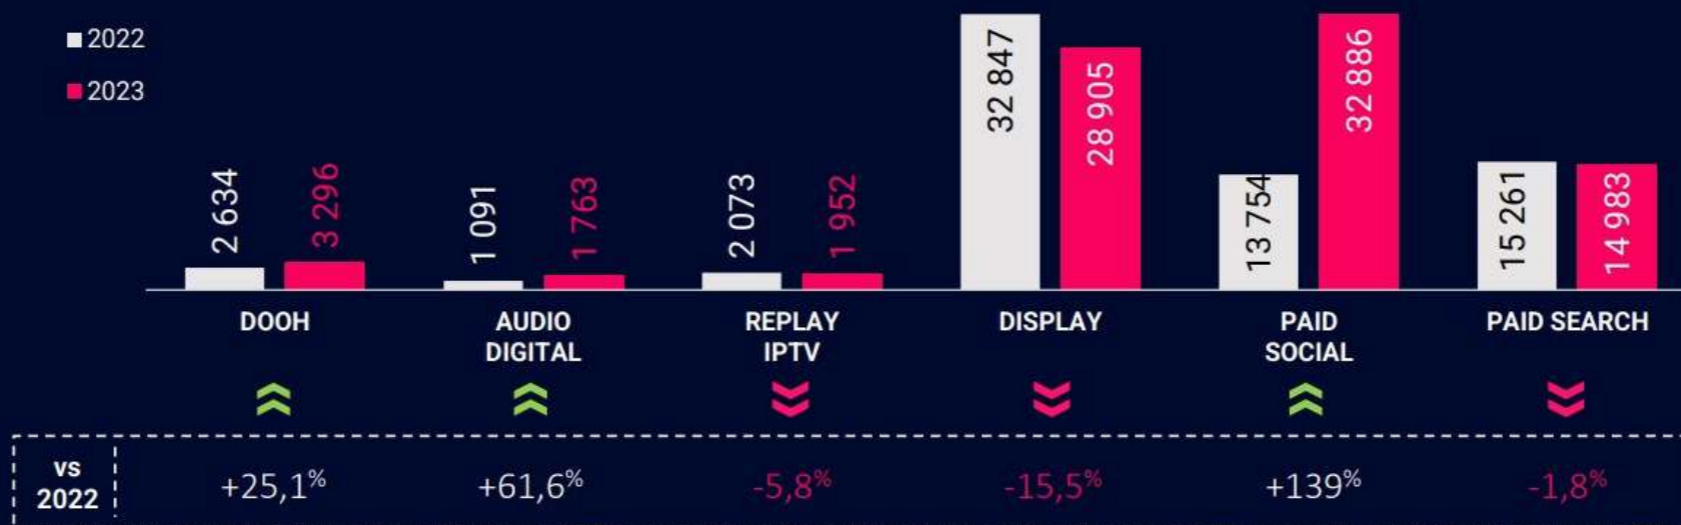 2022
2023
2 634
3 296
1 091
1 763
2 073
1 952
32 847
28 905
13 754
32 886
15 261
14 983
DOOH
AUDIO
DIGITAL
REPLAY
IPTV
DISPLAY
PAID
SOCIAL
PAID SEARCH
vs
2022
+25,1%
+61,6%
-5,8%
-15,5%
+139%
-1,8%